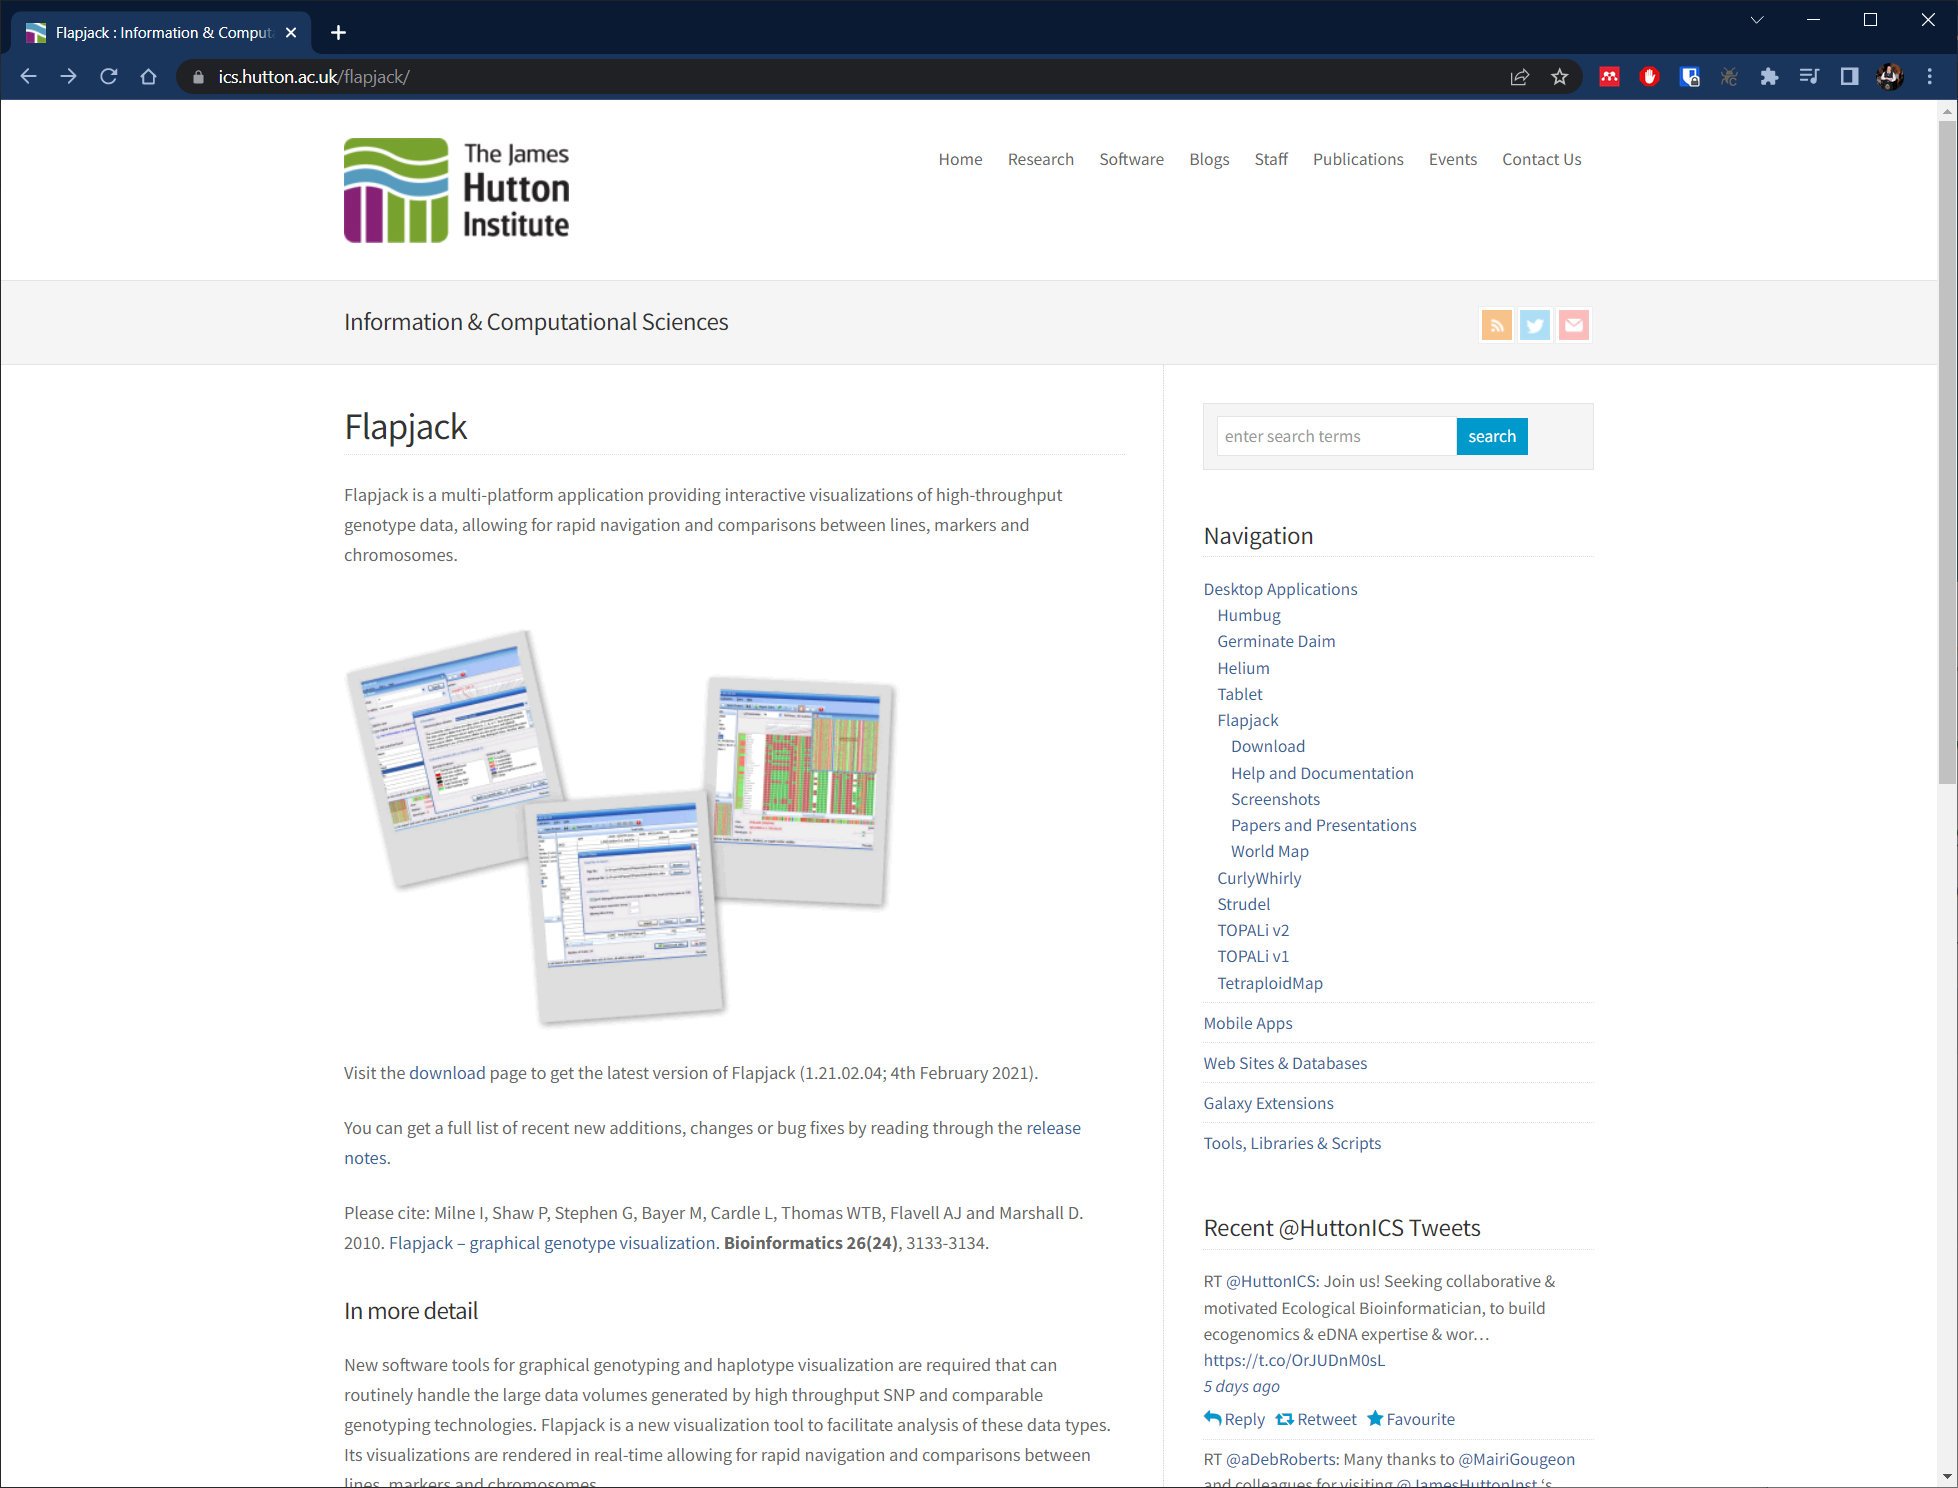 Flapjack : Information & Comput
ics.hutton.ac.uk/flapjack/
The James
Hutton
Institute
Home Research Software Blogs Staff Publications Events Contact Us
Information & Computational Sciences
Flapjack
Flapjack is a multi-platform application providing interactive visualizations of high-throughput
genotype data, allowing for rapid navigation and comparisons between lines, markers and
chromosomes.
Visit the download page to get the latest version of Flapjack (1.21.02.04; 4th February 2021).
You can get a full list of recent new additions, changes or bug fixes by reading through the release
notes.
Please cite: Milne I, Shaw P, Stephen G, Bayer M, Cardle L, Thomas WTB, Flavell AJ and Marshall D.
2010. Flapjack – graphical genotype visualization. Bioinformatics 26(24), 3133-3134.
In more detail
New software tools for graphical genotyping and haplotype visualization are required that can
routinely handle the large data volumes generated by high throughput SNP and comparable
genotyping technologies. Flapjack is a new visualization tool to facilitate analysis of these data types.
Its visualizations are rendered in real-time allowing for rapid navigation and comparisons between
lines, markers and chromosomes.
enter search terms search
Navigation
Desktop Applications
Humbug
Germinate Daim
Helium
Tablet
Flapjack
Download
Help and Documentation
Screenshots
Papers and Presentations
World Map
CurlyWhirly
Strudel
TOPALi v2
TOPALi v1
TetraploidMap
Mobile Apps
Web Sites & Databases
Galaxy Extensions
Tools, Libraries & Scripts
Recent @HuttonICS Tweets
RT @HuttonICS: Join us! Seeking collaborative &
motivated Ecological Bioinformatician, to build
ecogenomics & eDNA expertise & wor…
https://t.co/OrJUDnM0sL
5 days ago
Reply Retweet Favourite
RT @aDebRoberts: Many thanks to @MairiGougeon
and colleagues for visiting @JamesHuttonInst 's